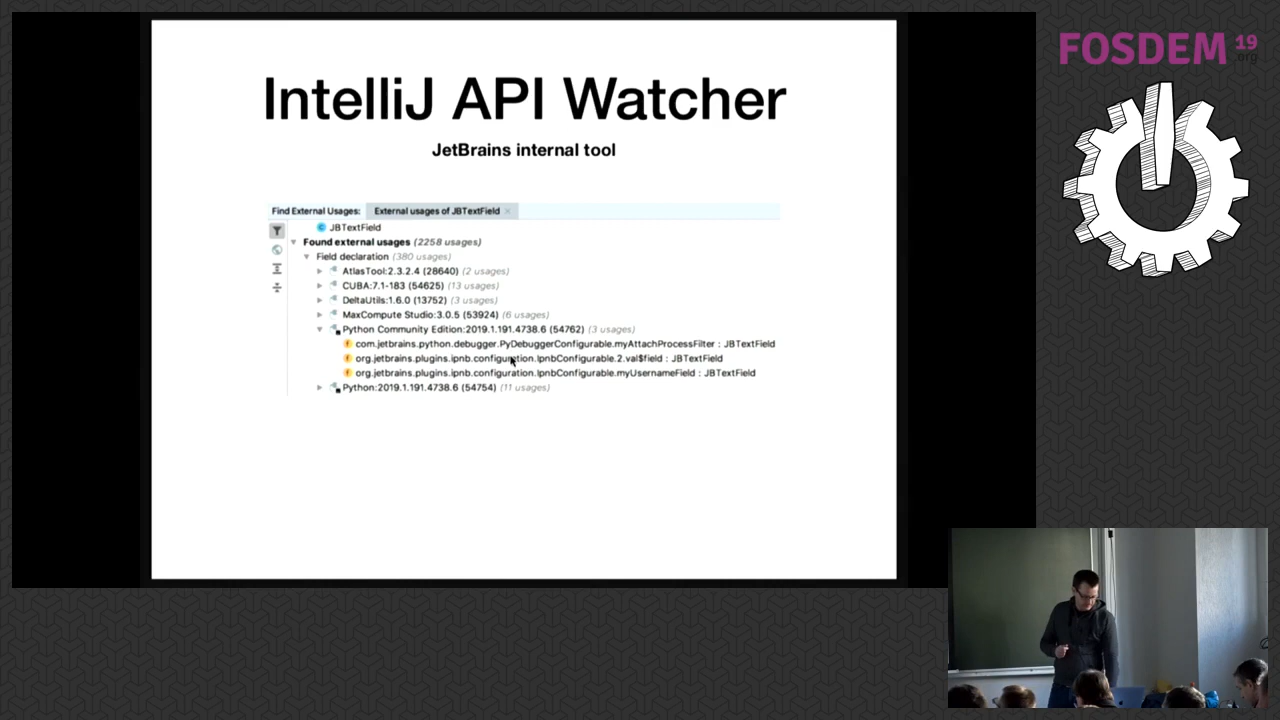 IntelliJ API Watcher
JetBrains internal tool
Find External Usages: External usages of JBTextField
JBTextField
Found external usages (2258 usages)
Field declaration (380 usages)
AtlasTool:2.3.2.4 (28640) (2 usages)
CUBA:7.1-183 (54625) (13 usages)
DeltaUtils:1.6.0 (13752) (3 usages)
MaxCompute Studio:3.0.5 (53924) (6 usages)
Python Community Edition:2019.1.191.4738.6 (54762) (3 usages)
com.jetbrains.python.debugger.PyDebuggerConfigurable.myAttachProcessFilter : JBTextField
org.jetbrains.plugins.ipnb.configuration.IpnbConfigurable.2.val$field : JBTextField
org.jetbrains.plugins.ipnb.configuration.IpnbConfigurable.myUsernameField : JBTextField
Python:2019.1.191.4738.6 (54754) (11 usages)
FOSDEM 19
.org